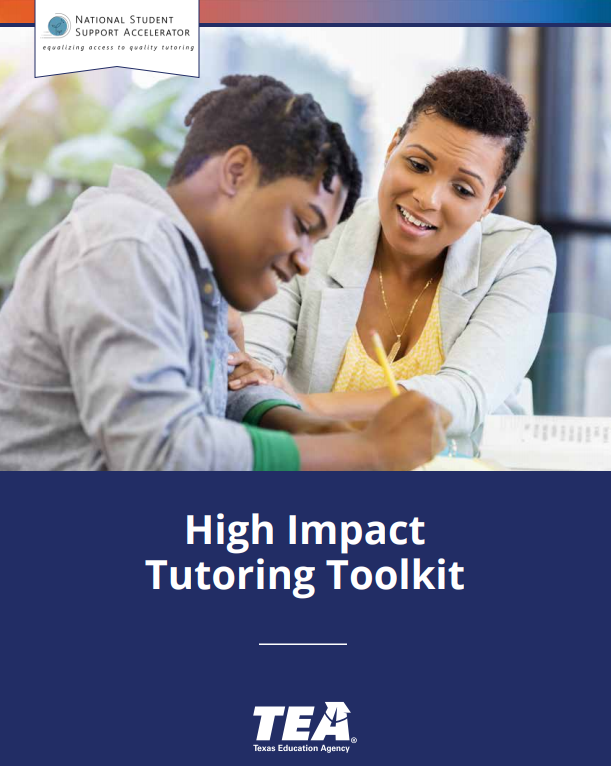 NATIONAL STUDENT
SUPPORT ACCELERATOR
equalizing access to quality tutoring
High Impact
Tutoring Toolkit
TEA®
Texas Education Agency